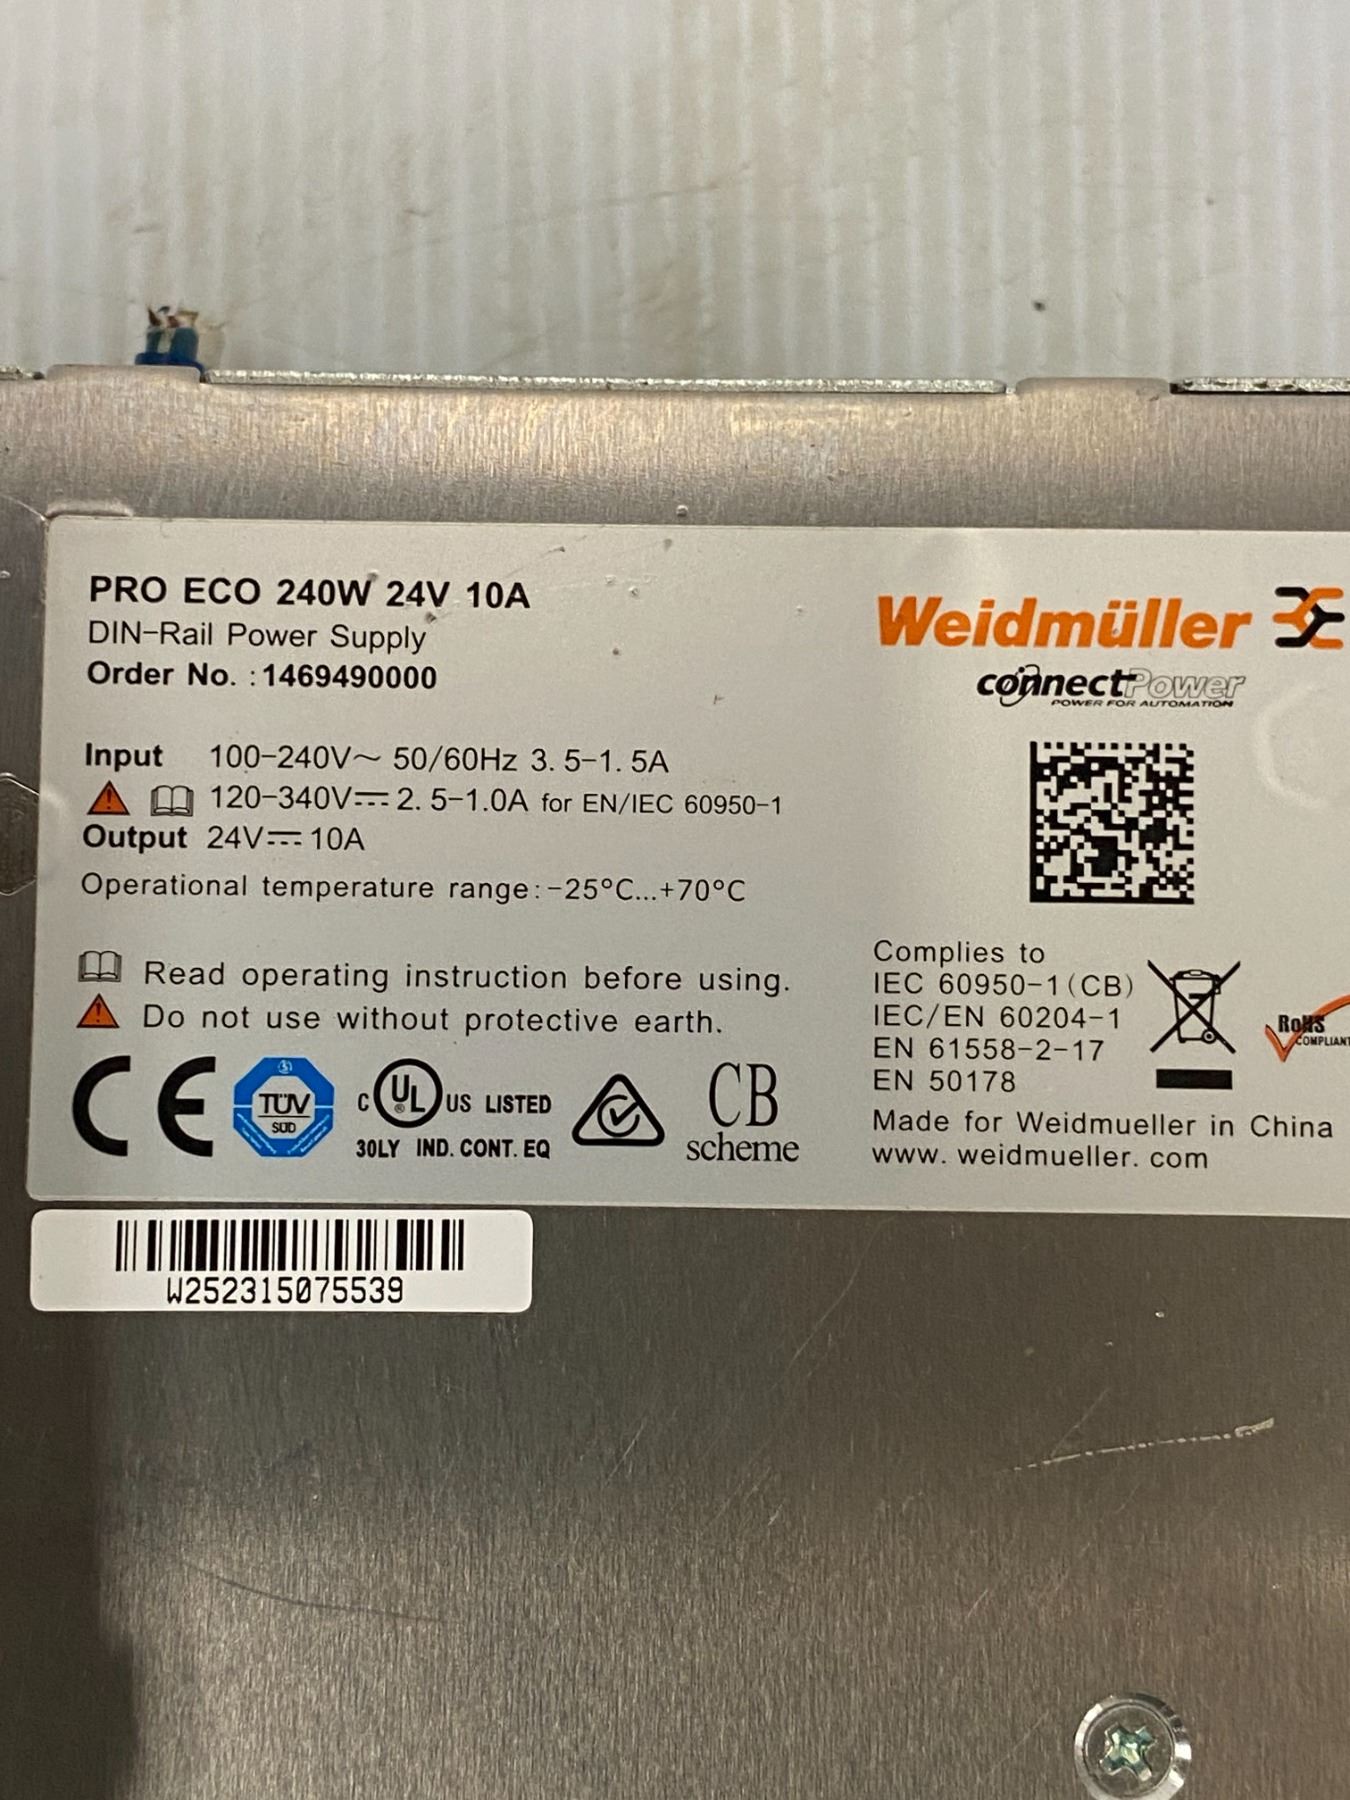 PRO ECO 240W 24V 10A
DIN-Rail Power Supply
Order No. : 1469490000
Input 100-240V~ 50/60Hz 3.5-1.5A
120-340V⎓ 2.5-1.0A for EN/IEC 60950-1
Output 24V⎓ 10A
Operational temperature range: -25°C...+70°C
Read operating instruction before using.
Do not use without protective earth.
CE
TÜV
SÜD
C UL ® US LISTED
30LY IND. CONT. EQ
CB
scheme
Weidmüller
connectPower
POWER FOR AUTOMATION
Complies to
IEC 60950-1 (CB)
IEC/EN 60204-1
EN 61558-2-17
EN 50178
RoHS
COMPLIANT
Made for Weidmueller in China
www.weidmueller.com
W252315075539